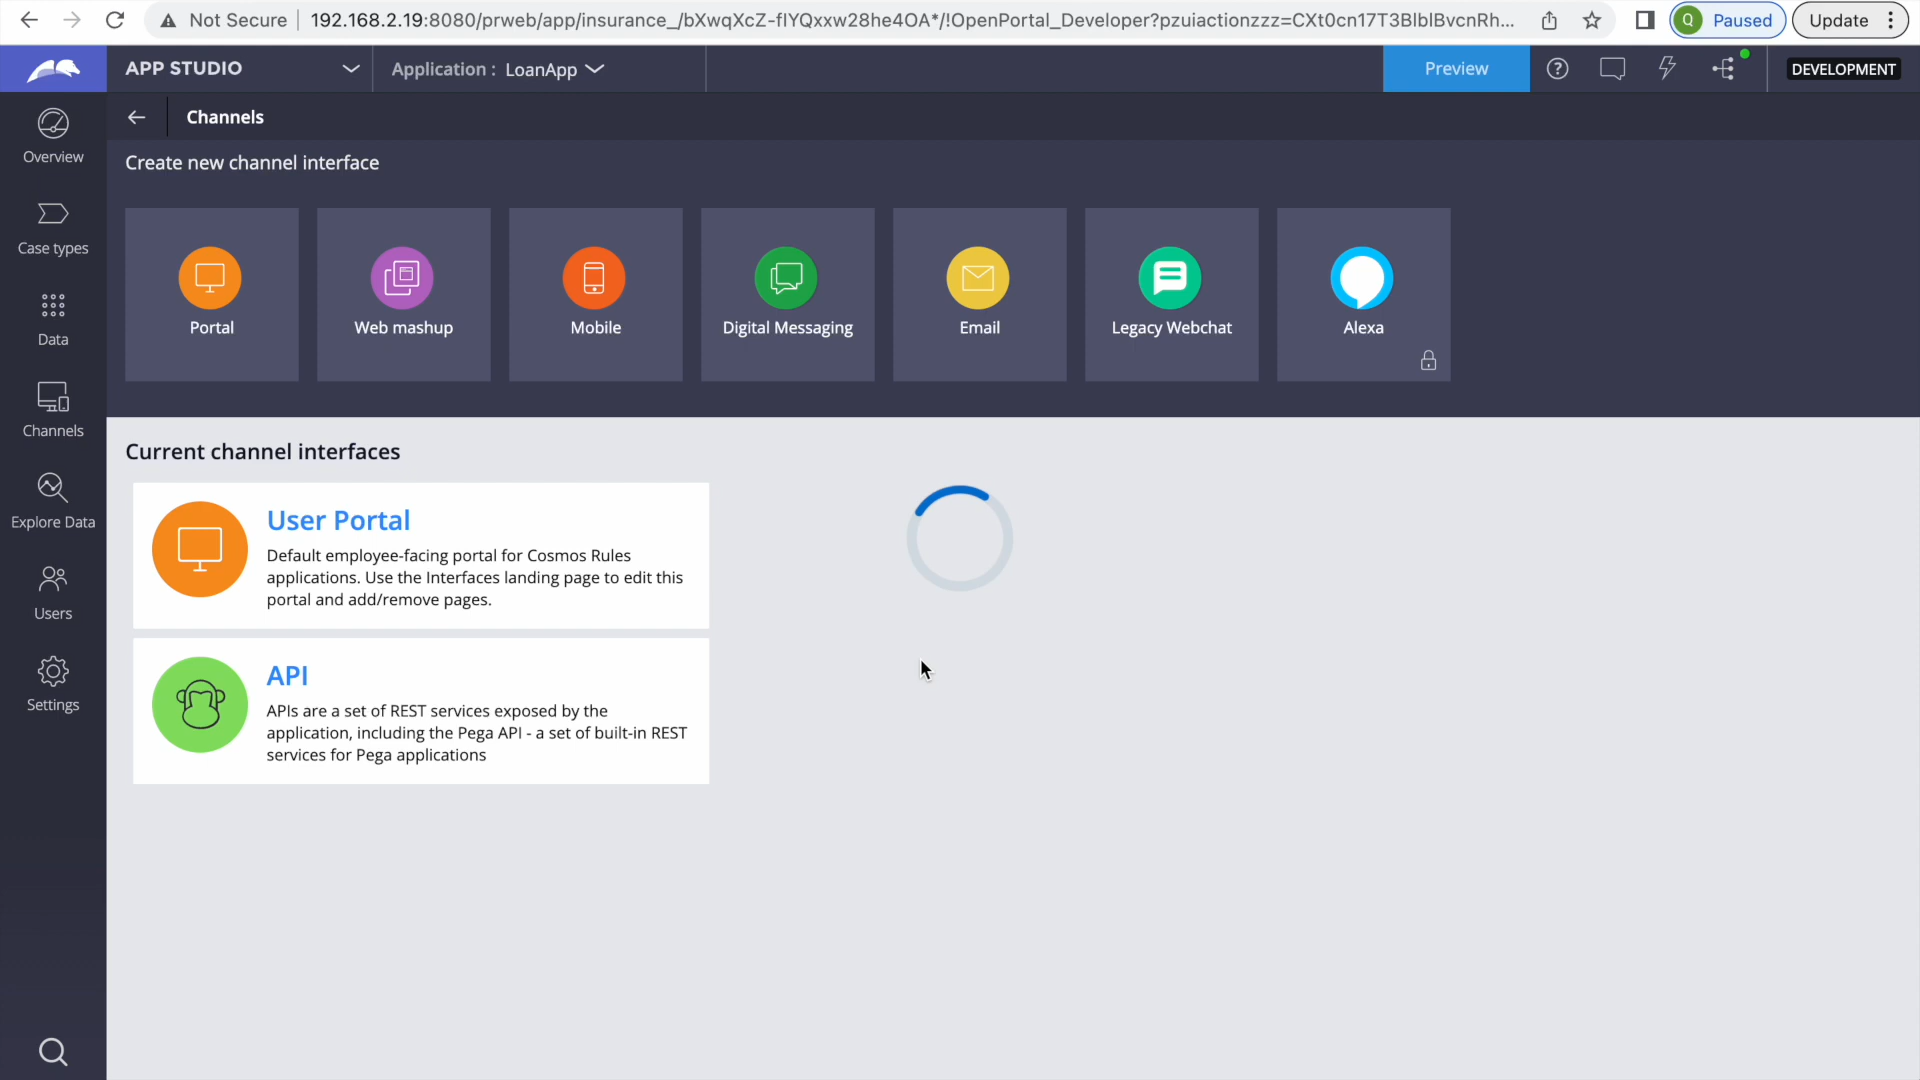 Not Secure
192.168.2.19:8080/prweb/app/insurance_/bXwqXcZ-flYQxxw28he4OA*/!OpenPortal_Developer?pzuiactionzzz=CXt0cn17T3BlblBvcnRh...
Q Paused
Update
APP STUDIO
Application : LoanApp
Preview
DEVELOPMENT
Channels
Create new channel interface
Overview
Case types
Data
Channels
Explore Data
Users
Settings
Portal
Web mashup
Mobile
Digital Messaging
Email
Legacy Webchat
Alexa
Current channel interfaces
User Portal
Default employee-facing portal for Cosmos Rules
applications. Use the Interfaces landing page to edit this
portal and add/remove pages.
API
APIs are a set of REST services exposed by the
application, including the Pega API - a set of built-in REST
services for Pega applications